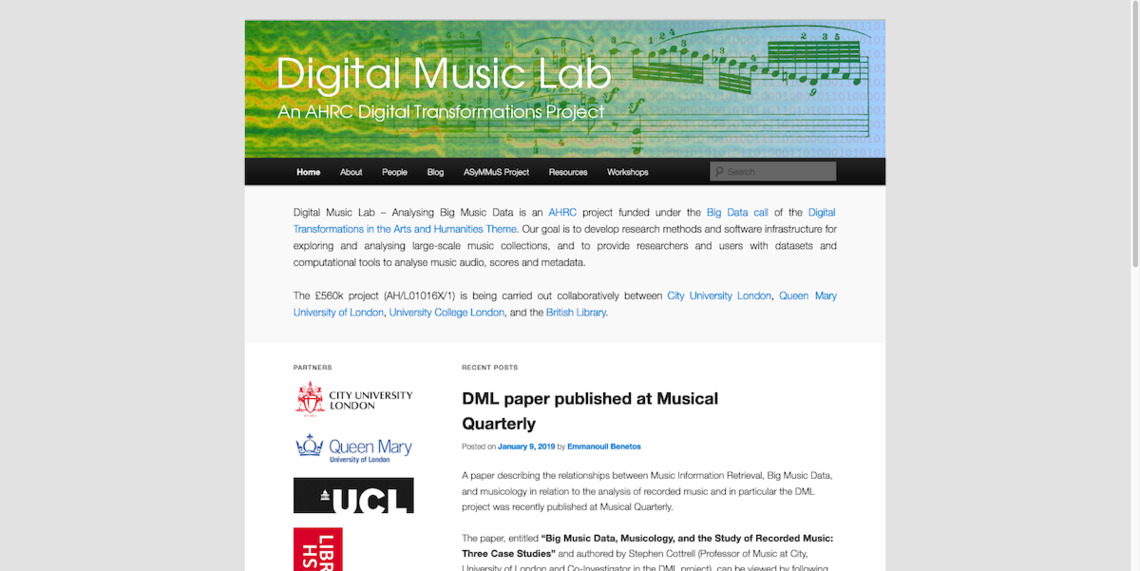 Digital Music Lab
An AHRC Digital Transformations Project
Home About People Blog ASyMMuS Project Resources Workshops Search
Digital Music Lab – Analysing Big Music Data is an AHRC project funded under the Big Data call of the Digital
Transformations in the Arts and Humanities Theme. Our goal is to develop research methods and software infrastructure for
exploring and analysing large-scale music collections, and to provide researchers and users with datasets and
computational tools to analyse music audio, scores and metadata.
The £560k project (AH/L01016X/1) is being carried out collaboratively between City University London, Queen Mary
University of London, University College London, and the British Library.
PARTNERS
CITY UNIVERSITY
LONDON
Queen Mary
University of London
UCL
RECENT POSTS
DML paper published at Musical
Quarterly
Posted on January 9, 2019 by Emmanouil Benetos
A paper describing the relationships between Music Information Retrieval, Big Music Data,
and musicology in relation to the analysis of recorded music and in particular the DML
project was recently published at Musical Quarterly.
The paper, entitled “Big Music Data, Musicology, and the Study of Recorded Music:
Three Case Studies” and authored by Stephen Cottrell (Professor of Music at City,
University of London and Co-Investigator in the DML project), can be viewed by following